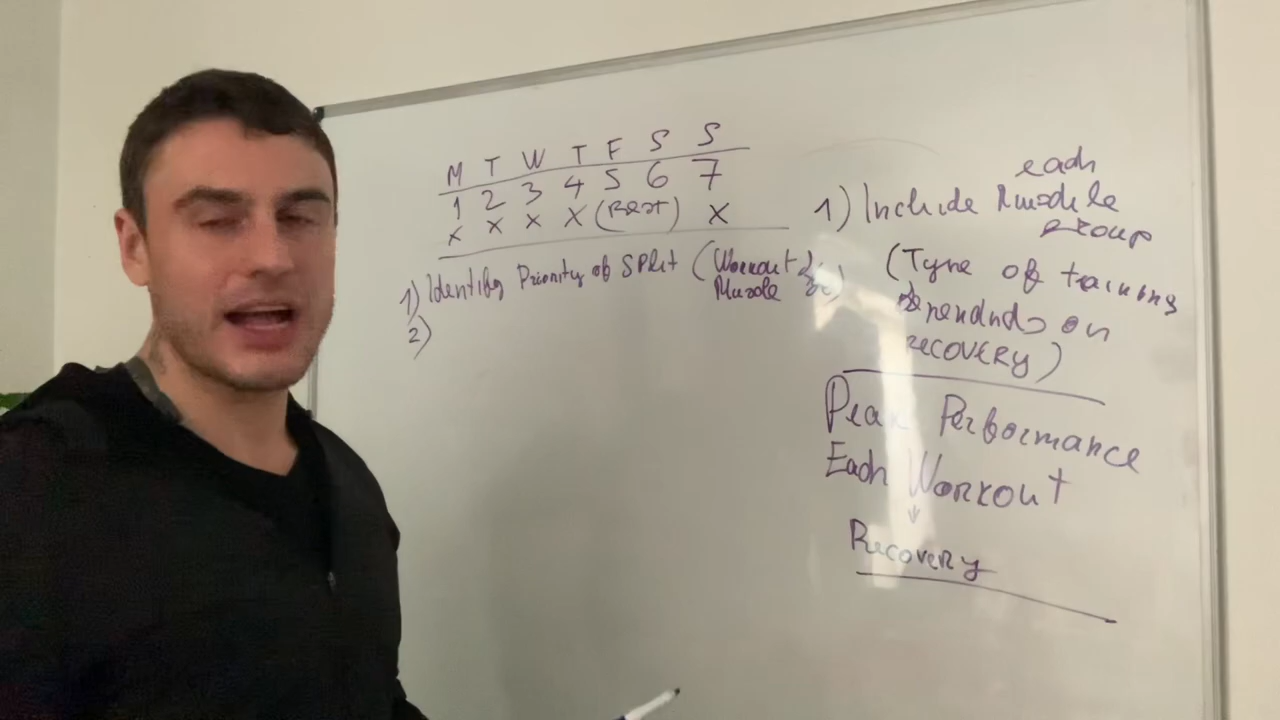 M T W T F S S
1 2 3 4 5 6 7
x x x x (Rest) x
1) Identify Priority of Split (Workout
Muscle
2)
each
1) Include Muscle
group
(Type of training
dependnds on
RECOVERY)
Peak Performance
Each Workout
Recovery